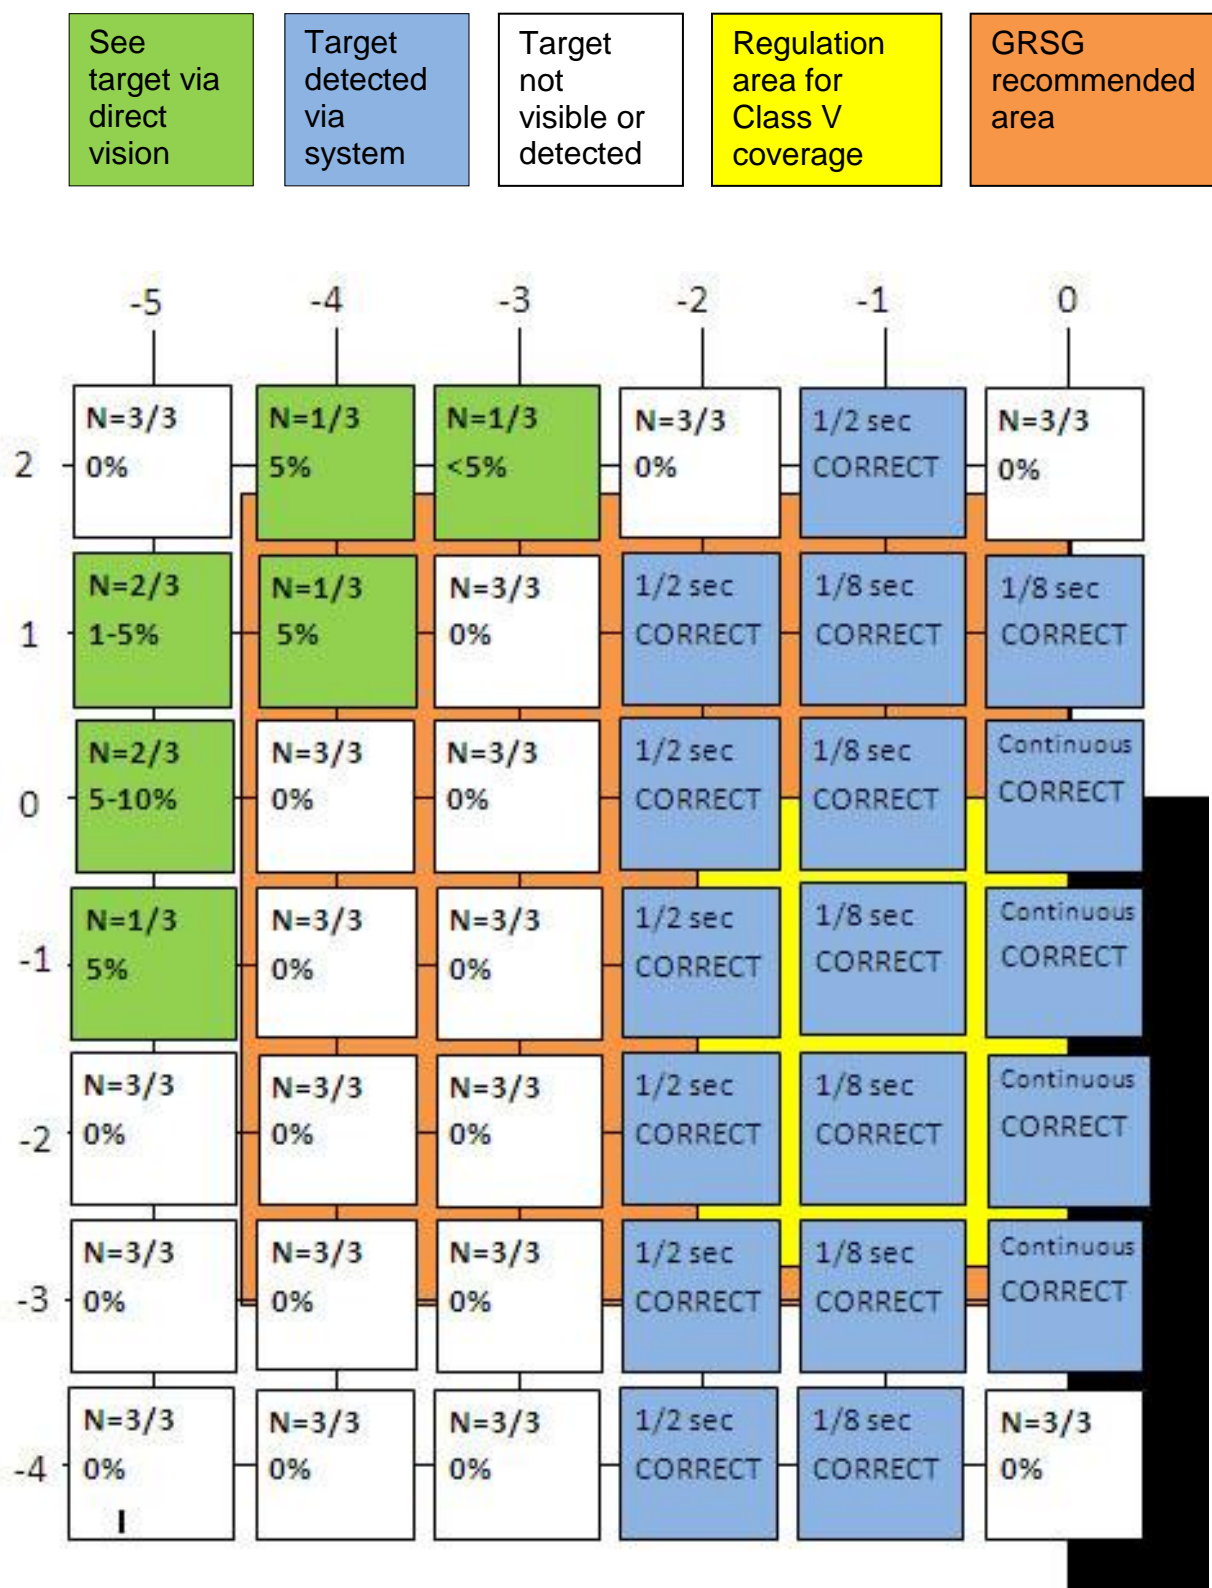 See
target via
direct
vision
Target
detected
via
system
Target
not
visible or
detected
Regulation
area for
Class V
coverage
GRSG
recommended
area
-5 -4 -3 -2 -1 0
N=3/3 N=1/3 N=1/3 N=3/3 1/2 sec N=3/3
2 0% 5% <5% 0% CORRECT 0%
N=2/3 N=1/3 N=3/3 1/2 sec 1/8 sec 1/8 sec
1 1-5% 5% 0% CORRECT CORRECT CORRECT
N=2/3 N=3/3 N=3/3 1/2 sec 1/8 sec Continuous
0 5-10% 0% 0% CORRECT CORRECT CORRECT
N=1/3 N=3/3 N=3/3 1/2 sec 1/8 sec Continuous
-1 5% 0% 0% CORRECT CORRECT CORRECT
N=3/3 N=3/3 N=3/3 1/2 sec 1/8 sec Continuous
-2 0% 0% 0% CORRECT CORRECT CORRECT
N=3/3 N=3/3 N=3/3 1/2 sec 1/8 sec Continuous
-3 0% 0% 0% CORRECT CORRECT CORRECT
N=3/3 N=3/3 N=3/3 1/2 sec 1/8 sec N=3/3
-4 0% 0% 0% CORRECT CORRECT 0%
I